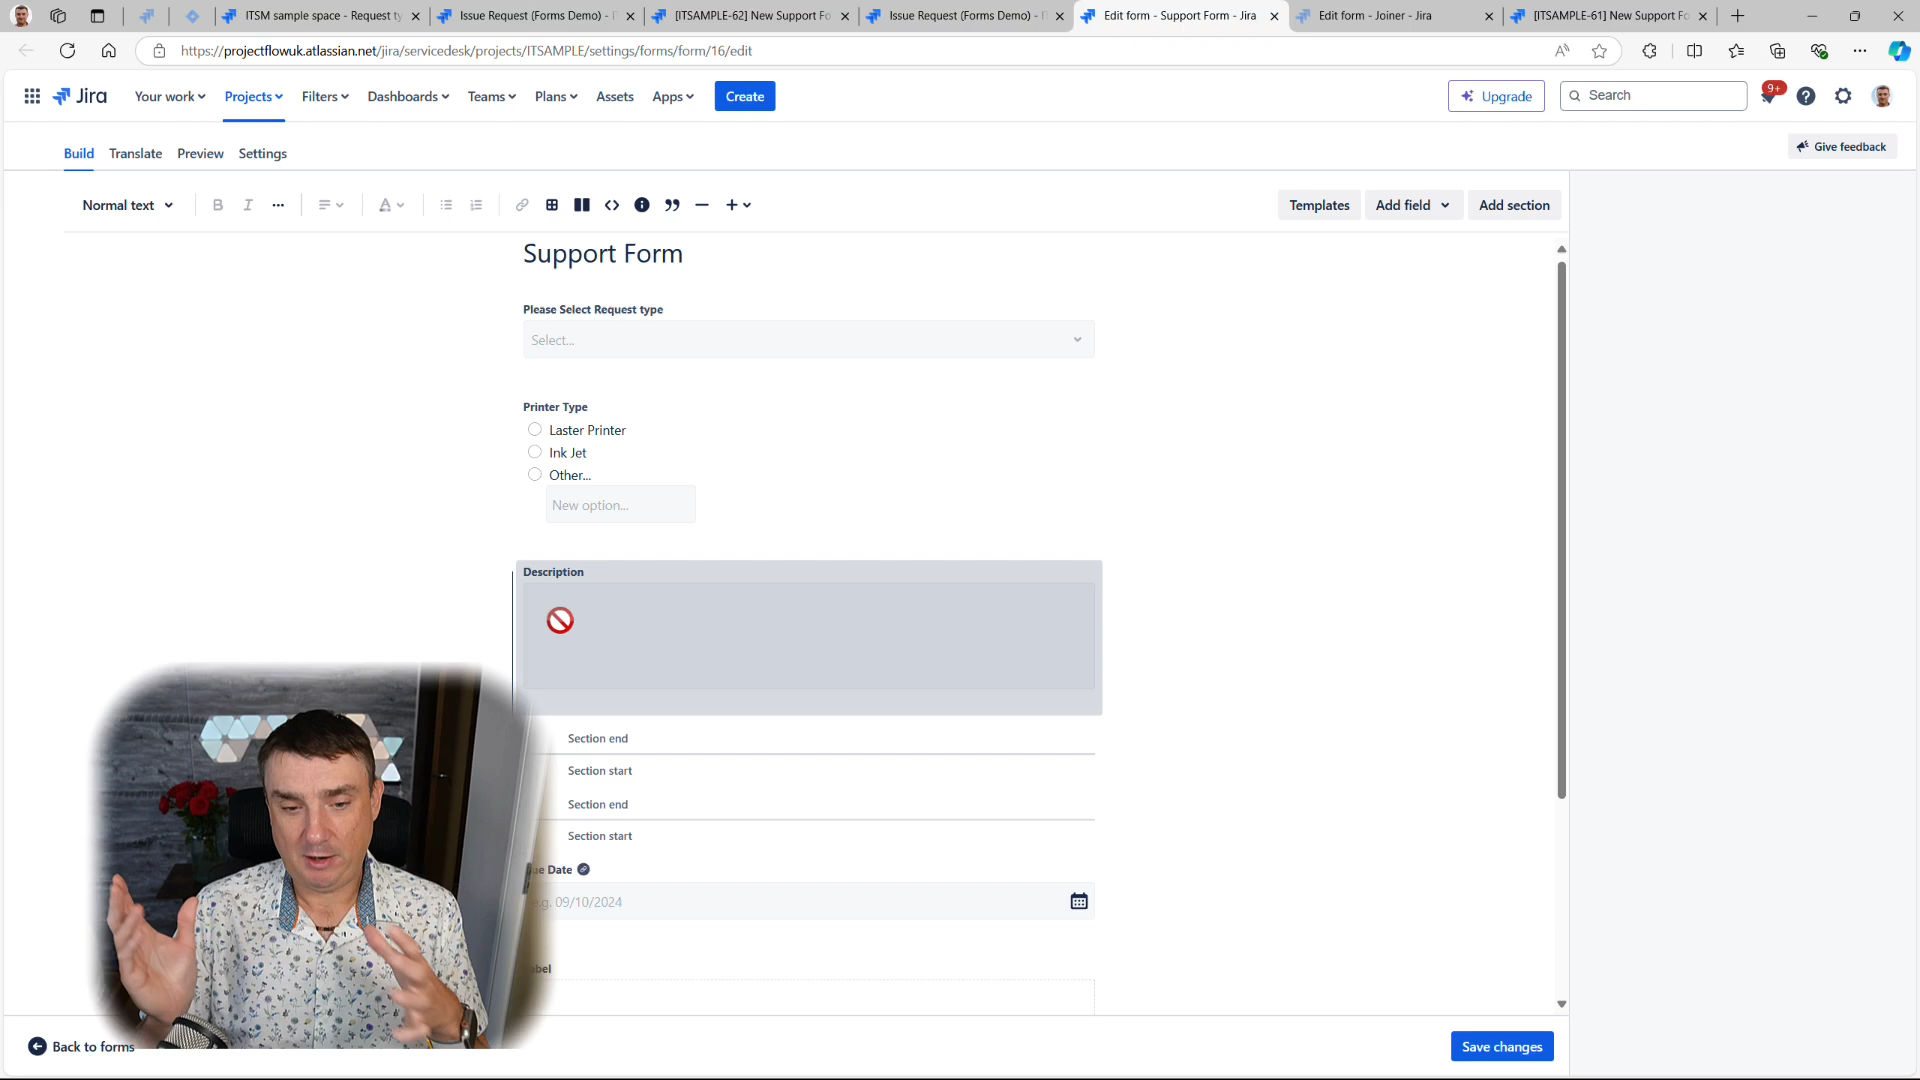 ITSM sample space - Request ty
Issue Request (Forms Demo) - IT
[ITSAMPLE-62] New Support Fo
Issue Request (Forms Demo) - IT
Edit form - Support Form - Jira
Edit form - Joiner - Jira
[ITSAMPLE-61] New Support Fo
https://projectflowuk.atlassian.net/jira/servicedesk/projects/ITSAMPLE/settings/forms/form/16/edit
Jira
Your work
Projects
Filters
Dashboards
Teams
Plans
Assets
Apps
Create
Upgrade
Search
9+
Build
Translate
Preview
Settings
Give feedback
Normal text
Templates
Add field
Add section
Support Form
Please Select Request type
Select...
Printer Type
Laster Printer
Ink Jet
Other...
New option...
Description
Section end
Section start
Section end
Section start
ue Date
e.g. 09/10/2024
bel
Back to forms
Save changes